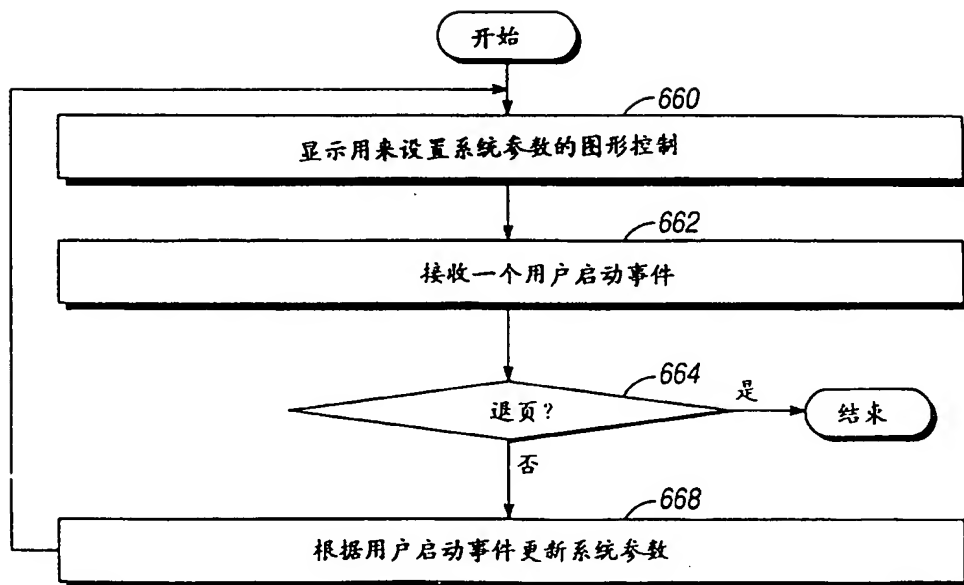 开始
660
显示用来设置系统参数的图形控制
662
接收一个用户启动事件
664
退页?
是
结束
否
668
根据用户启动事件更新系统参数